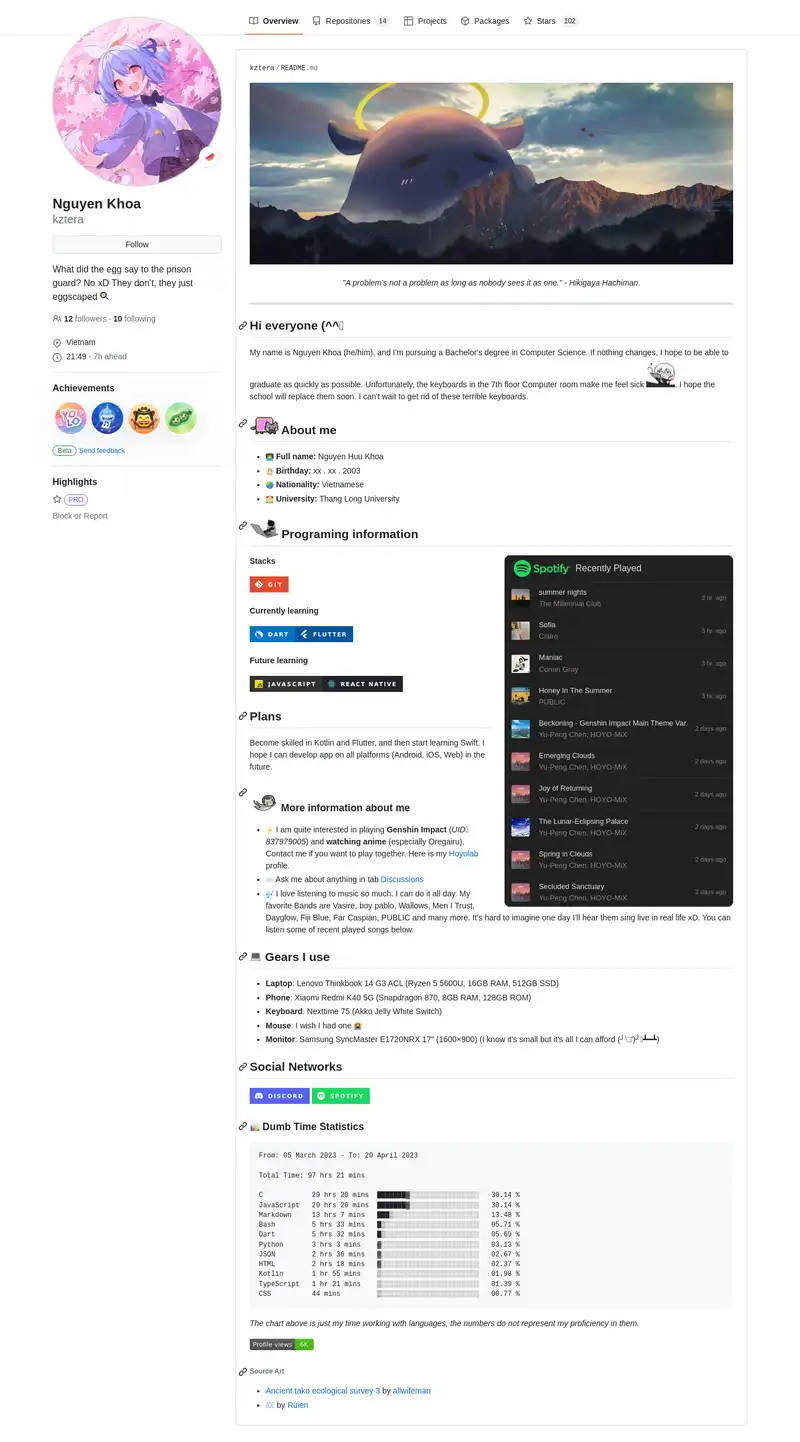 Overview
Repositories 14
Projects
Packages
Stars 102
Nguyen Khoa
kztera
Follow
What did the egg say to the prison
guard? No xD They don't, they just
eggscaped 🍳
12 followers · 10 following
Vietnam
21:49 - 7h ahead
Achievements
YOLO
Beta Send feedback
Highlights
PRO
Block or Report
kztera / README.md
"A problem's not a problem as long as nobody sees it as one." - Hikigaya Hachiman.
Hi everyone (^^
My name is Nguyen Khoa (he/him), and I'm pursuing a Bachelor's degree in Computer Science. If nothing changes, I hope to be able to
graduate as quickly as possible. Unfortunately, the keyboards in the 7th floor Computer room make me feel sick . I hope the
school will replace them soon. I can't wait to get rid of these terrible keyboards.
About me
Full name: Nguyen Huu Khoa
Birthday: xx . xx . 2003
Nationality: Vietnamese
University: Thang Long University
Programing information
Stacks
GIT
Currently learning
DART FLUTTER
Future learning
JAVASCRIPT REACT NATIVE
Plans
Become skilled in Kotlin and Flutter, and then start learning Swift. I
hope I can develop app on all platforms (Android, iOS, Web) in the
future.
Spotify Recently Played
summer nights
The Millennial Club
3 hr. ago
Sofia
Clairo
3 hr. ago
Maniac
Conan Gray
3 hr. ago
Honey In The Summer
PUBLIC
3 hr. ago
Beckoning - Genshin Impact Main Theme Var.
Yu-Peng Chen, HOYO-MiX
2 days ago
Emerging Clouds
Yu-Peng Chen, HOYO-MiX
2 days ago
Joy of Returning
Yu-Peng Chen, HOYO-MiX
2 days ago
The Lunar-Eclipsing Palace
Yu-Peng Chen, HOYO-MiX
2 days ago
Spring in Clouds
Yu-Peng Chen, HOYO-MiX
2 days ago
Secluded Sanctuary
Yu-Peng Chen, HOYO-MiX
2 days ago
More information about me
⚡ I am quite interested in playing Genshin Impact (UID
837979005) and watching anime (especially Oregairu).
Contact me if you want to play together. Here is my Hoyolab
profile.
Ask me about anything in tab Discussions
I love listening to music so much. I can do it all day. My
favorite Bands are Vasire, boy pablo, Wallows, Men I Trust,
Dayglow, Fiji Blue, Far Caspian, PUBLIC and many more. It's hard to imagine one day I'll hear them sing live in real life xD. You can
listen some of recent played songs below.
💻 Gears I use
Laptop: Lenovo Thinkbook 14 G3 ACL (Ryzen 5 5600U, 16GB RAM, 512GB SSD)
Phone: Xiaomi Redmi K40 5G (Snapdragon 870, 8GB RAM, 128GB ROM)
Keyboard: Nexttime 75 (Akko Jelly White Switch)
Mouse: I wish I had one 😭
Monitor: Samsung SyncMaster E1720NRX 17" (1600×900) (I know it's small but it's all I can afford (╯'□')╯┻━┻)
Social Networks
DISCORD SPOTIFY
📊 Dumb Time Statistics
From: 05 March 2023 - To: 20 April 2023
Total Time: 97 hrs 21 mins
C 29 hrs 20 mins 30.14 %
JavaScript 29 hrs 20 mins 30.14 %
Markdown 13 hrs 7 mins 13.48 %
Bash 5 hrs 33 mins 05.71 %
Dart 5 hrs 32 mins 05.69 %
Python 3 hrs 3 mins 03.13 %
JSON 2 hrs 36 mins 02.67 %
HTML 2 hrs 18 mins 02.37 %
Kotlin 1 hr 55 mins 01.98 %
TypeScript 1 hr 21 mins 01.39 %
CSS 44 mins 00.77 %
The chart above is just my time working with languages, the numbers do not represent my proficiency in them.
Profile views 6K
Source Art
Ancient tako ecological survey 3 by allwifeman
by Ruien